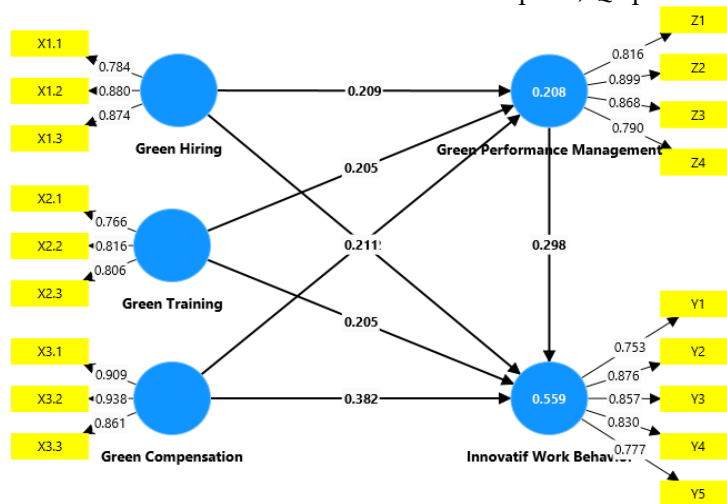 Z1
X1.1
0.784
0.816
X1.2
0.880
0.209
0.208
0.899
Z2
0.874
0.868
Z3
X1.3
0.790
Green Hiring
Green Performance Management
Z4
0.205
X2.1
0.766
X2.2
0.816
0.211
0.298
0.806
X2.3
Green Training
Y1
0.205
X3.1
0.753
Y2
0.909
0.876
X3.2
0.938
0.382
0.559
0.857
Y3
0.861
0.830
X3.3
0.777
Y4
Green Compensation
Innovatif Work
Y5